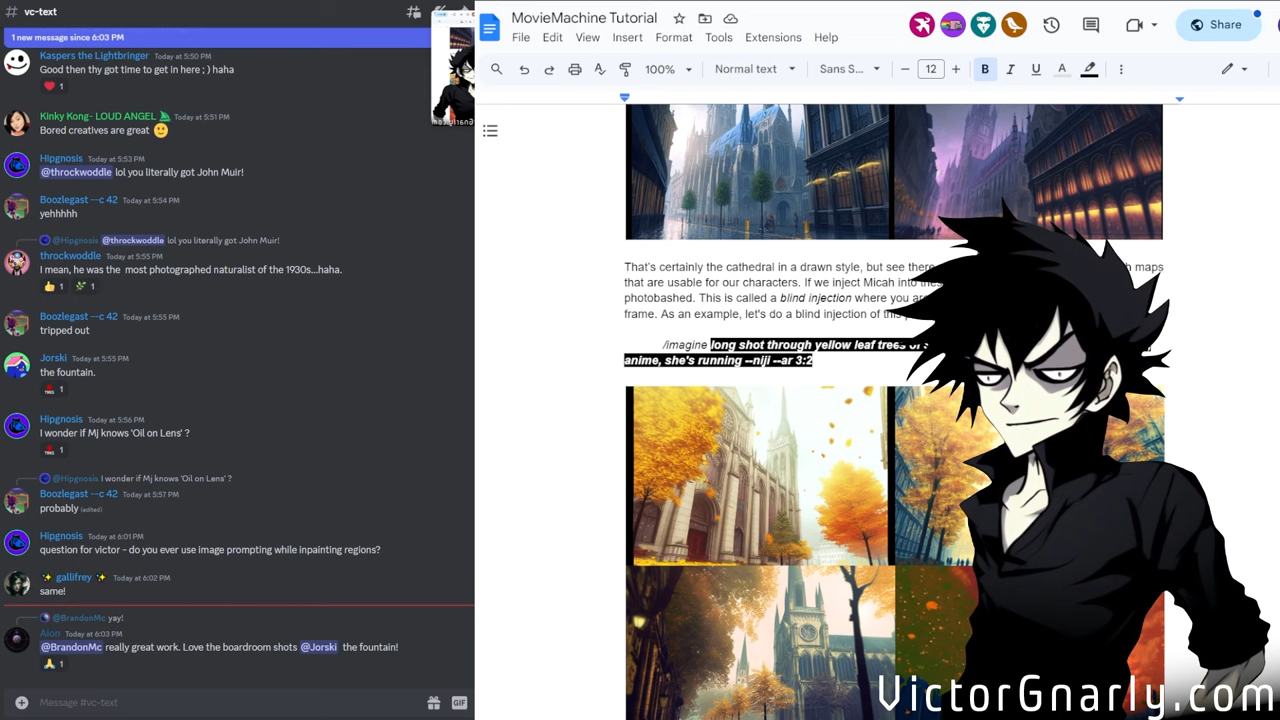 vc-text
1 new message since 6:03 PM
Kaspers the Lightbringer Today at 5:50 PM
Good then thy got time to get in here ; ) haha
1
Kinky Kong- LOUD ANGEL Today at 5:51 PM
Bored creatives are great
Hipgnosis Today at 5:53 PM
@throckwoddle lol you literally got John Muir!
Boozlegast --c 42 Today at 5:54 PM
yehhhhh
@Hipgnosis @throckwoddle lol you literally got John Muir!
throckwoddle Today at 5:55 PM
I mean, he was the most photographed naturalist of the 1930s...haha.
1 1
Boozlegast --c 42 Today at 5:55 PM
tripped out
Jorski Today at 5:55 PM
the fountain.
1
Hipgnosis Today at 5:56 PM
I wonder if Mj knows 'Oil on Lens' ?
1
@Hipgnosis I wonder if Mj knows 'Oil on Lens' ?
Boozlegast --c 42 Today at 5:57 PM
probably (edited)
Hipgnosis Today at 6:01 PM
question for victor - do you ever use image prompting while inpainting regions?
gallifrey Today at 6:02 PM
same!
@BrandonMc yay!
Aion Today at 6:03 PM
@BrandonMc really great work. Love the boardroom shots @Jorski the fountain!
1
Message #vc-text
GIF
MovieMachine Tutorial
File Edit View Insert Format Tools Extensions Help
Share
100% Normal text Sans S... 12 B I U A
That's certainly the cathedral in a drawn style, but see there maps
that are usable for our characters. If we inject Micah into
photobashed. This is called a blind injection where you
frame. As an example, let's do a blind injection of this
/imagine long shot through yellow leaf trees of
anime, she's running --niji --ar 3:2
VictorGnarly.com